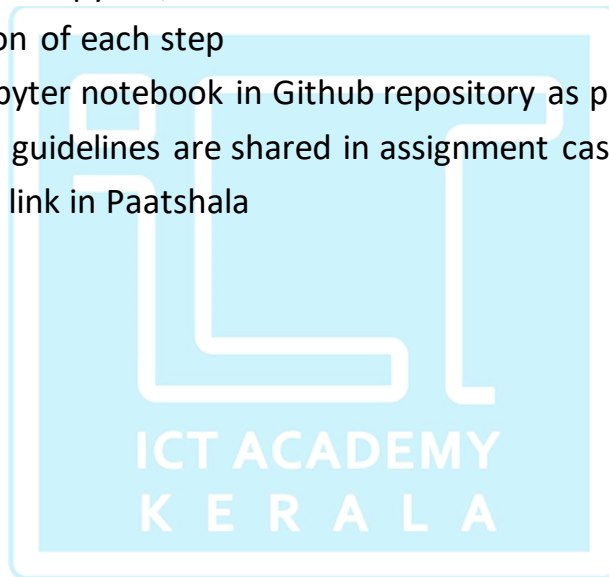 on of each step
pyter notebook in Github repository as p
guidelines are shared in assignment cas
link in Paatshala
ICT ACADEMY
KERALA